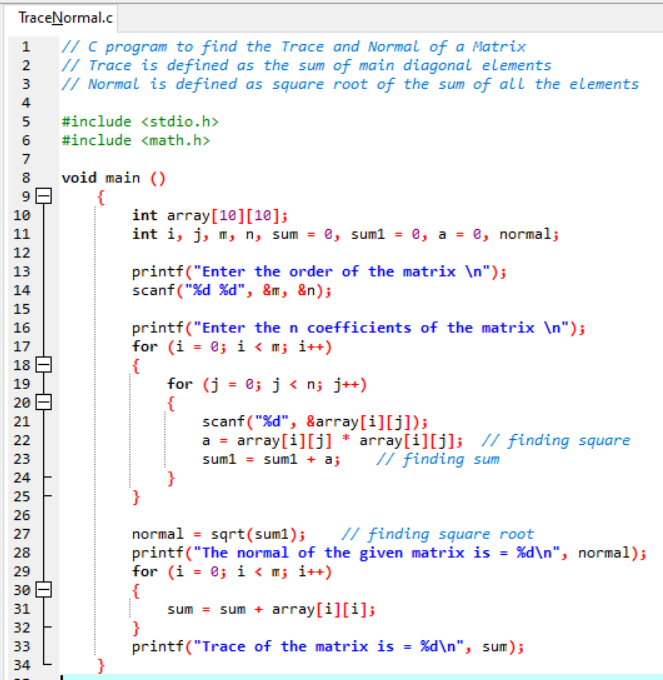 TraceNormal.c
1 // C program to find the Trace and Normal of a Matrix
2 // Trace is defined as the sum of main diagonal elements
3 // Normal is defined as square root of the sum of all the elements
4
5 #include <stdio.h>
6 #include <math.h>
7
8 void main ()
9 {
10 int array[10][10];
11 int i, j, m, n, sum = 0, sum1 = 0, a = 0, normal;
12
13 printf("Enter the order of the matrix \n");
14 scanf("%d %d", &m, &n);
15
16 printf("Enter the n coefficients of the matrix \n");
17 for (i = 0; i < m; i++)
18 {
19 for (j = 0; j < n; j++)
20 {
21 scanf("%d", &array[i][j]);
22 a = array[i][j] * array[i][j]; // finding square
23 sum1 = sum1 + a; // finding sum
24 }
25 }
26
27 normal = sqrt(sum1); // finding square root
28 printf("The normal of the given matrix is = %d\n", normal);
29 for (i = 0; i < m; i++)
30 {
31 sum = sum + array[i][i];
32 }
33 printf("Trace of the matrix is = %d\n", sum);
34 }